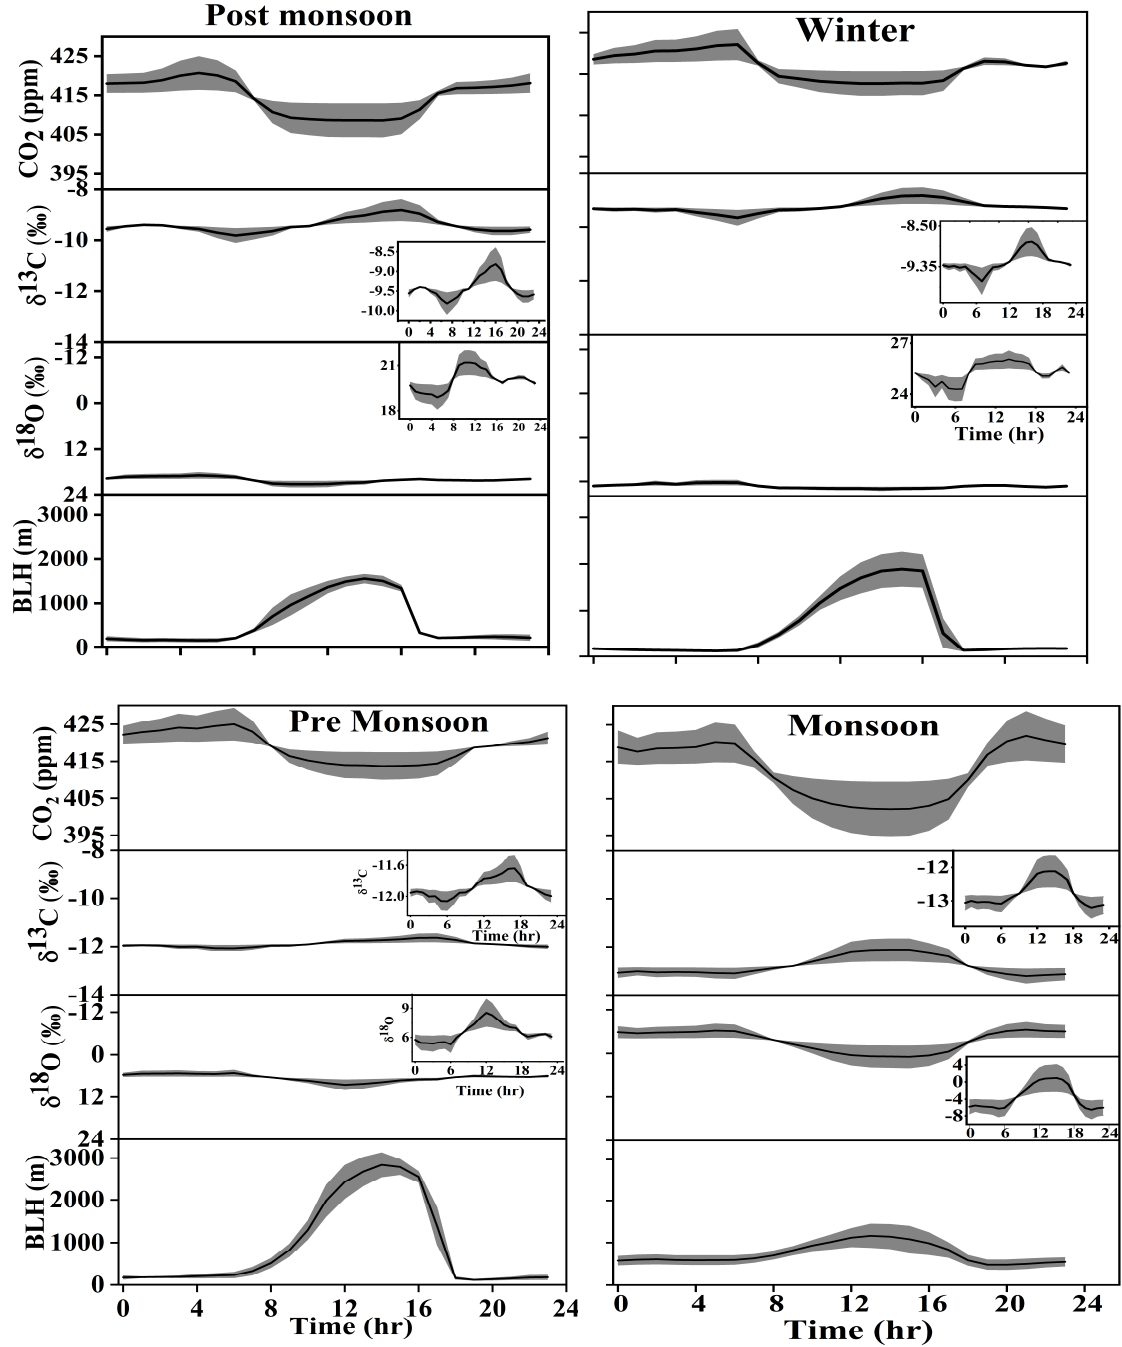 Post monsoon
Winter
CO2 (ppm)
425
415
405
395
δ13C (‰)
-8
-10
-12
-14
-8.5
-9.0
-9.5
-10.0
0 4 8 12 16 20 24
-8.50
-9.35
0 6 12 18 24
δ18O (‰)
-12
0
12
24
21
18
0 4 8 12 16 20 24
27
24
0 6 12 18 24
Time (hr)
BLH (m)
3000
2000
1000
0
Pre Monsoon
Monsoon
CO2 (ppm)
425
415
405
395
δ13C (‰)
-8
-10
-12
-14
δ13C
-11.6
-12.0
0 6 12 18 24
Time (hr)
-12
-13
0 6 12 18 24
δ18O (‰)
-12
0
12
24
δ18O
9
6
0 6 12 18 24
Time (hr)
4
0
-4
-8
0 6 12 18 24
BLH (m)
3000
2000
1000
0
0 4 8 12 16 20 24
Time (hr)
0 4 8 12 16 20 24
Time (hr)